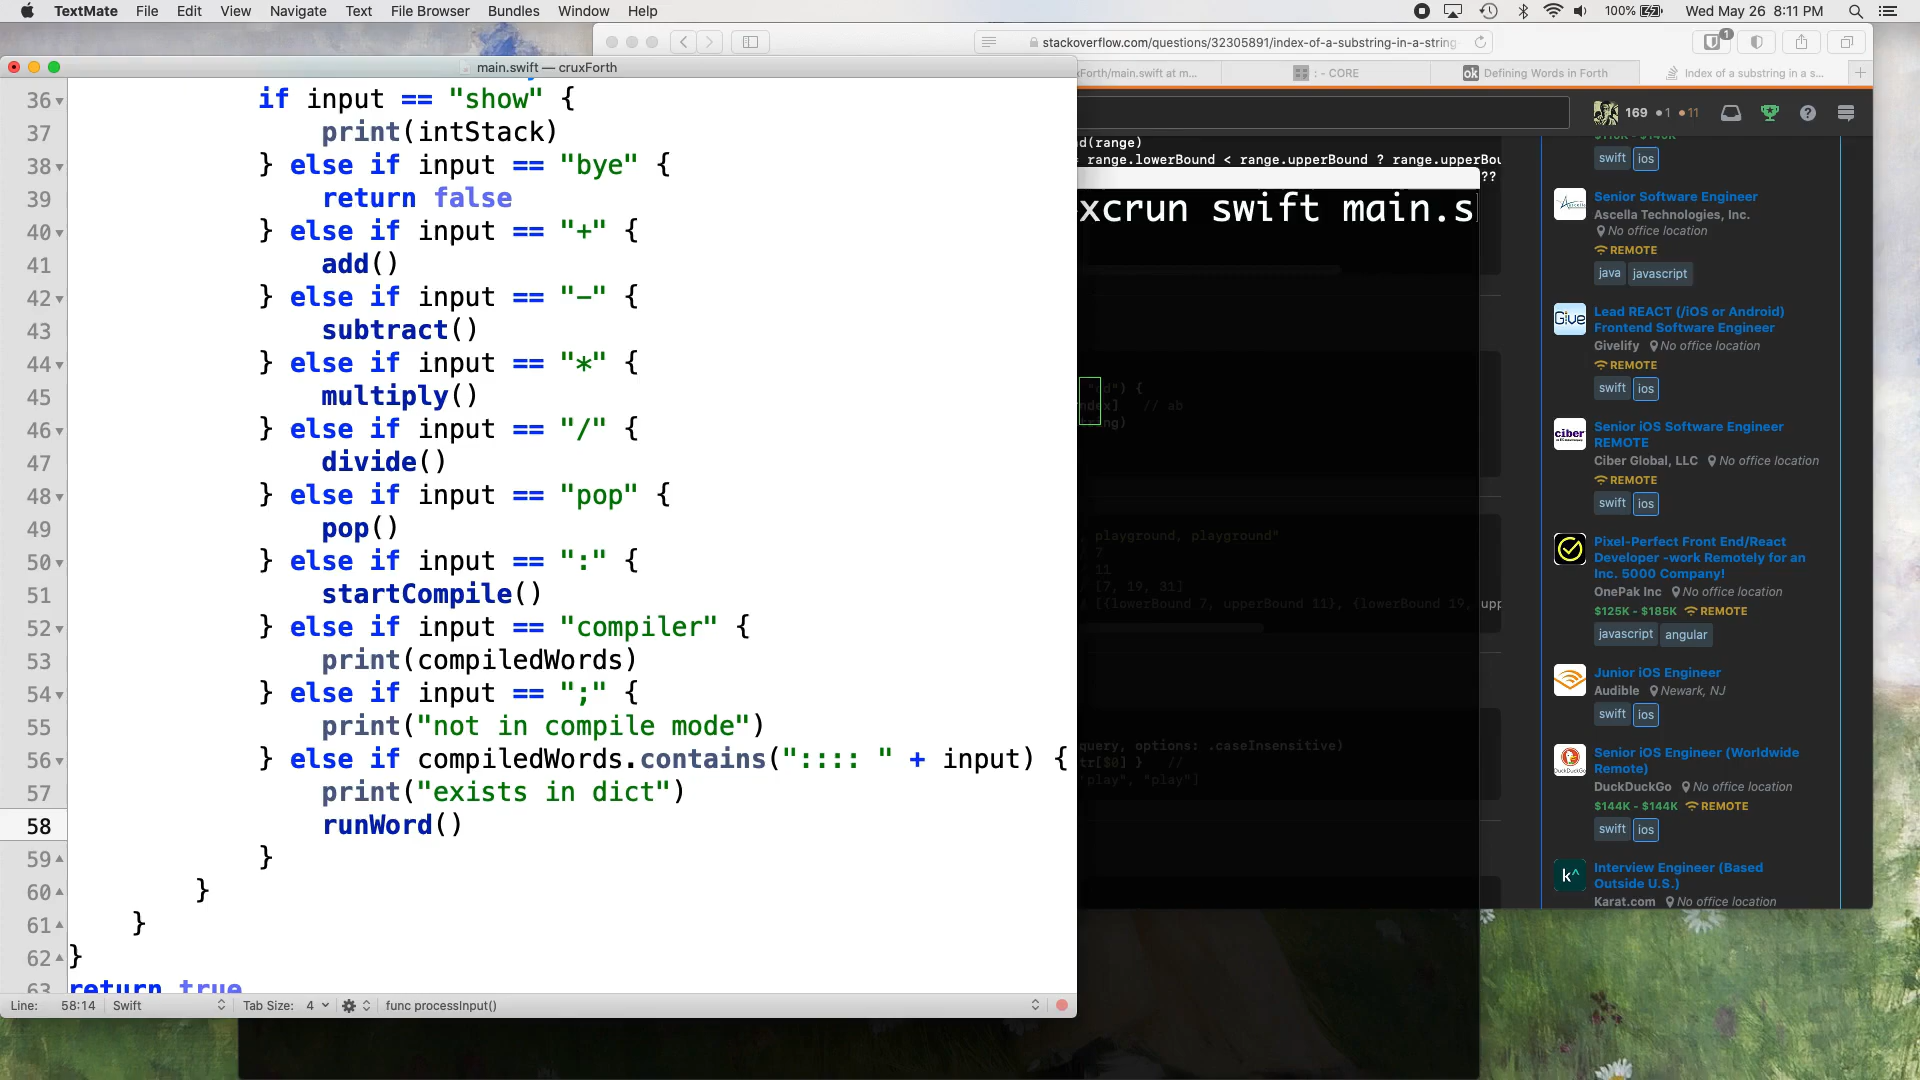 TextMate File Edit View Navigate Text File Browser Bundles Window Help
100% Wed May 26 8:11 PM
stackoverflow.com/questions/32305891/index-of-a-substring-in-a-string-
1
main.swift — cruxForth
xForth/main.swift at m...
: - CORE
ok Defining Words in Forth
Index of a substring in a s...
36 if input == "show" {
37 print(intStack)
38 } else if input == "bye" {
39 return false
40 } else if input == "+" {
41 add()
42 } else if input == "-" {
43 subtract()
44 } else if input == "*" {
45 multiply()
46 } else if input == "/" {
47 divide()
48 } else if input == "pop" {
49 pop()
50 } else if input == ":" {
51 startCompile()
52 } else if input == "compiler" {
53 print(compiledWords)
54 } else if input == ";" {
55 print("not in compile mode")
56 } else if compiledWords.contains(":::: " + input) {
57 print("exists in dict")
58 runWord()
59 }
60 }
61 }
62 }
63 return true
Line: 58:14 Swift Tab Size: 4 func processInput()
169 1 11
d(range)
range.lowerBound < range.upperBound ? range.upperBou
??
xcrun swift main.s
"cd") {
ndex] // ab
ing)
, playground, playground"
7
11
[7, 19, 31]
[{lowerBound 7, upperBound 11}, {lowerBound 19, upp
query, options: .caseInsensitive)
tr[$0] } //
"play", "play"]
swift ios
Senior Software Engineer
Ascella Technologies, Inc.
No office location
REMOTE
java javascript
Give
Lead REACT (/iOS or Android)
Frontend Software Engineer
Givelify No office location
REMOTE
swift ios
ciber
Senior iOS Software Engineer
REMOTE
Ciber Global, LLC No office location
REMOTE
swift ios
Pixel-Perfect Front End/React
Developer -work Remotely for an
Inc. 5000 Company!
OnePak Inc No office location
$125K - $185K REMOTE
javascript angular
Junior iOS Engineer
Audible Newark, NJ
swift ios
Senior iOS Engineer (Worldwide
Remote)
DuckDuckGo No office location
$144K - $144K REMOTE
swift ios
k^
Interview Engineer (Based
Outside U.S.)
Karat.com No office location